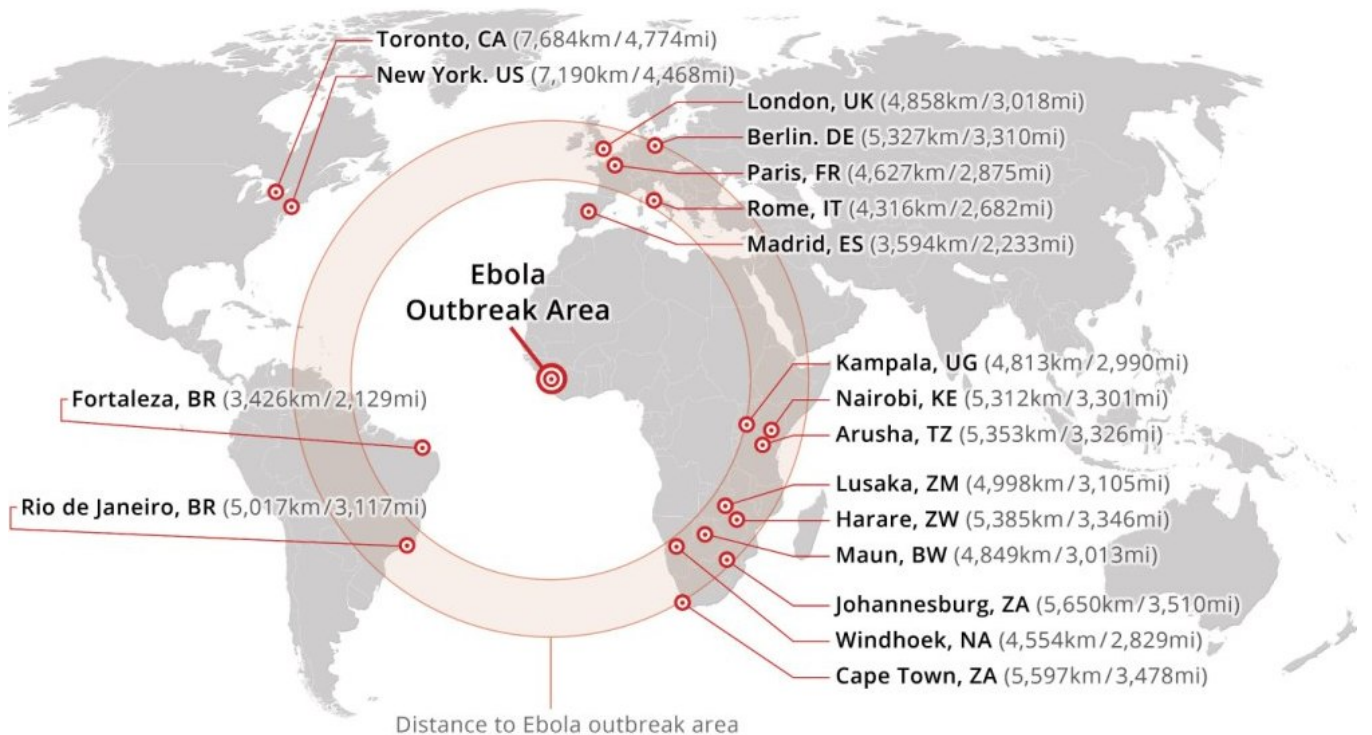 Toronto, CA (7,684km/4,774mi)
New York. US (7,190km/4,468mi)
London, UK (4,858km/3,018mi)
Berlin. DE (5,327km/3,310mi)
Paris, FR (4,627km/2,875mi)
Rome, IT (4,316km/2,682mi)
Madrid, ES (3,594km/2,233mi)
Ebola
Outbreak Area
Fortaleza, BR (3,426km/2,129mi)
Rio de Janeiro, BR (5,017km/3,117mi)
Kampala, UG (4,813km/2,990mi)
Nairobi, KE (5,312km/3,301mi)
Arusha, TZ (5,353km/3,326mi)
Lusaka, ZM (4,998km/3,105mi)
Harare, ZW (5,385km/3,346mi)
Maun, BW (4,849km/3,013mi)
Johannesburg, ZA (5,650km/3,510mi)
Windhoek, NA (4,554km/2,829mi)
Cape Town, ZA (5,597km/3,478mi)
Distance to Ebola outbreak area